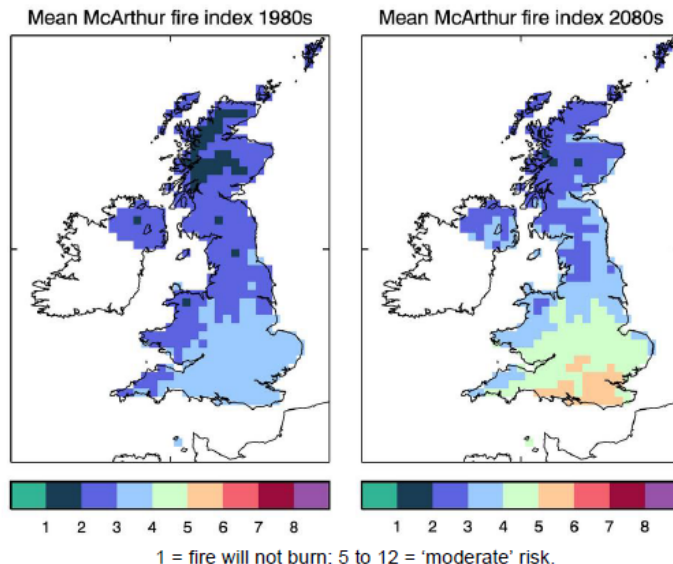 Mean McArthur fire index 1980s
Mean McArthur fire index 2080s
1 2 3 4 5 6 7 8
1 2 3 4 5 6 7 8
1 = fire will not burn; 5 to 12 = ‘moderate’ risk.